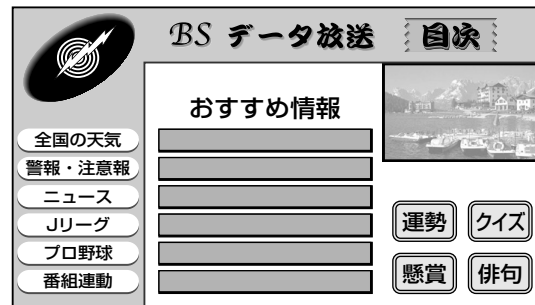 BS データ放送 目次
おすすめ情報
全国の天気
警報・注意報
ニュース
Jリーグ
プロ野球
番組連動
運勢 クイズ
懸賞 俳句